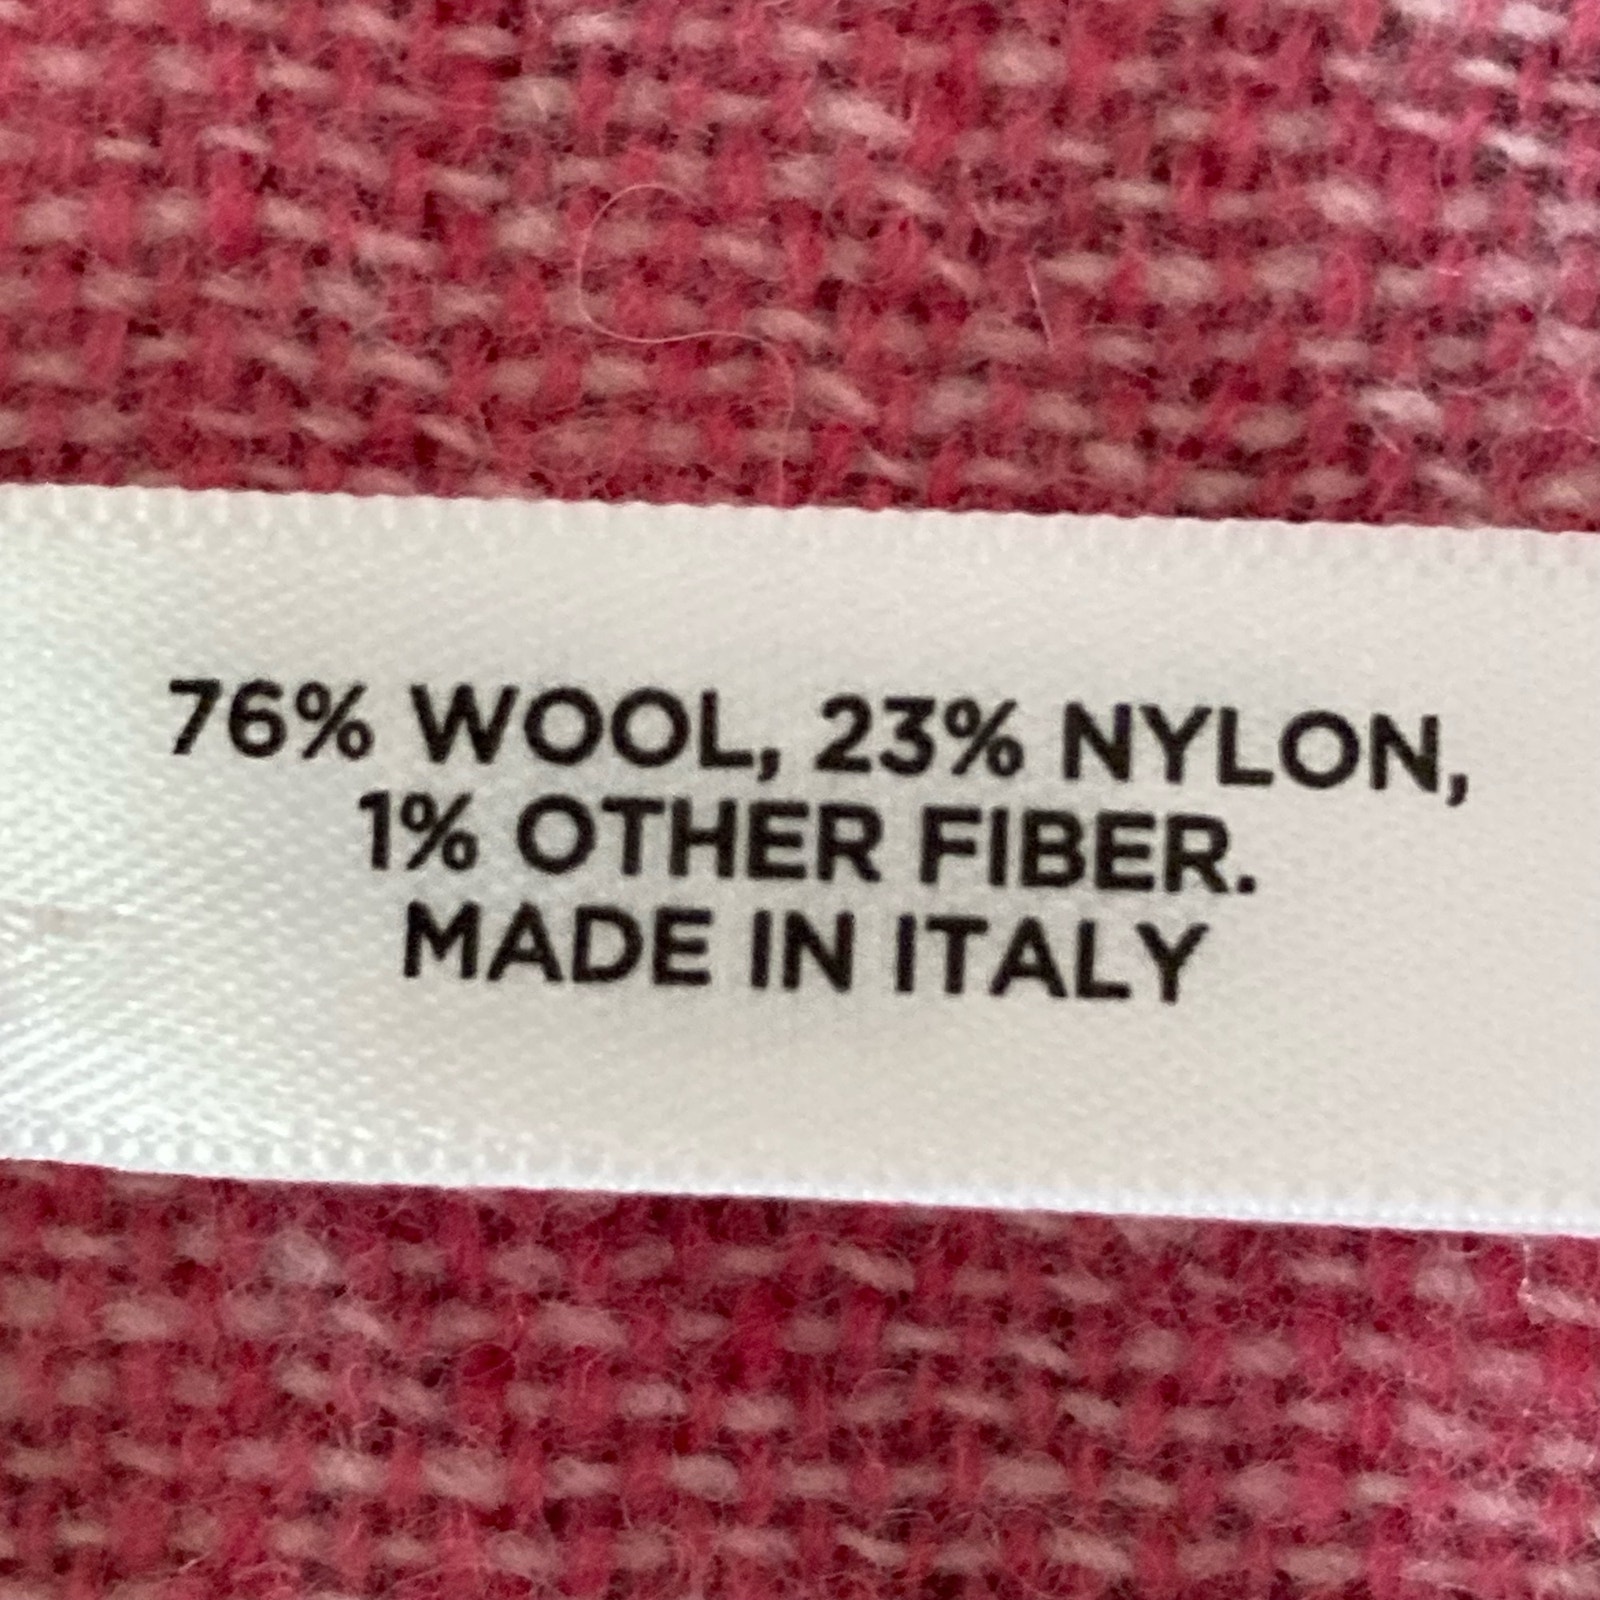 76% WOOL, 23% NYLON,
1% OTHER FIBER.
MADE IN ITALY